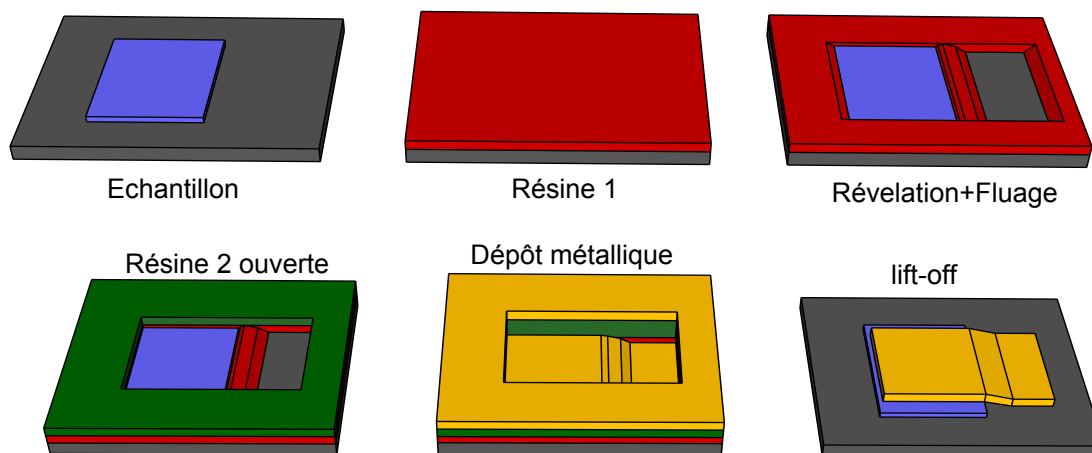 Echantillon
Résine 1
Révelation+Fluage
Résine 2 ouverte
Dépôt métallique
lift-off